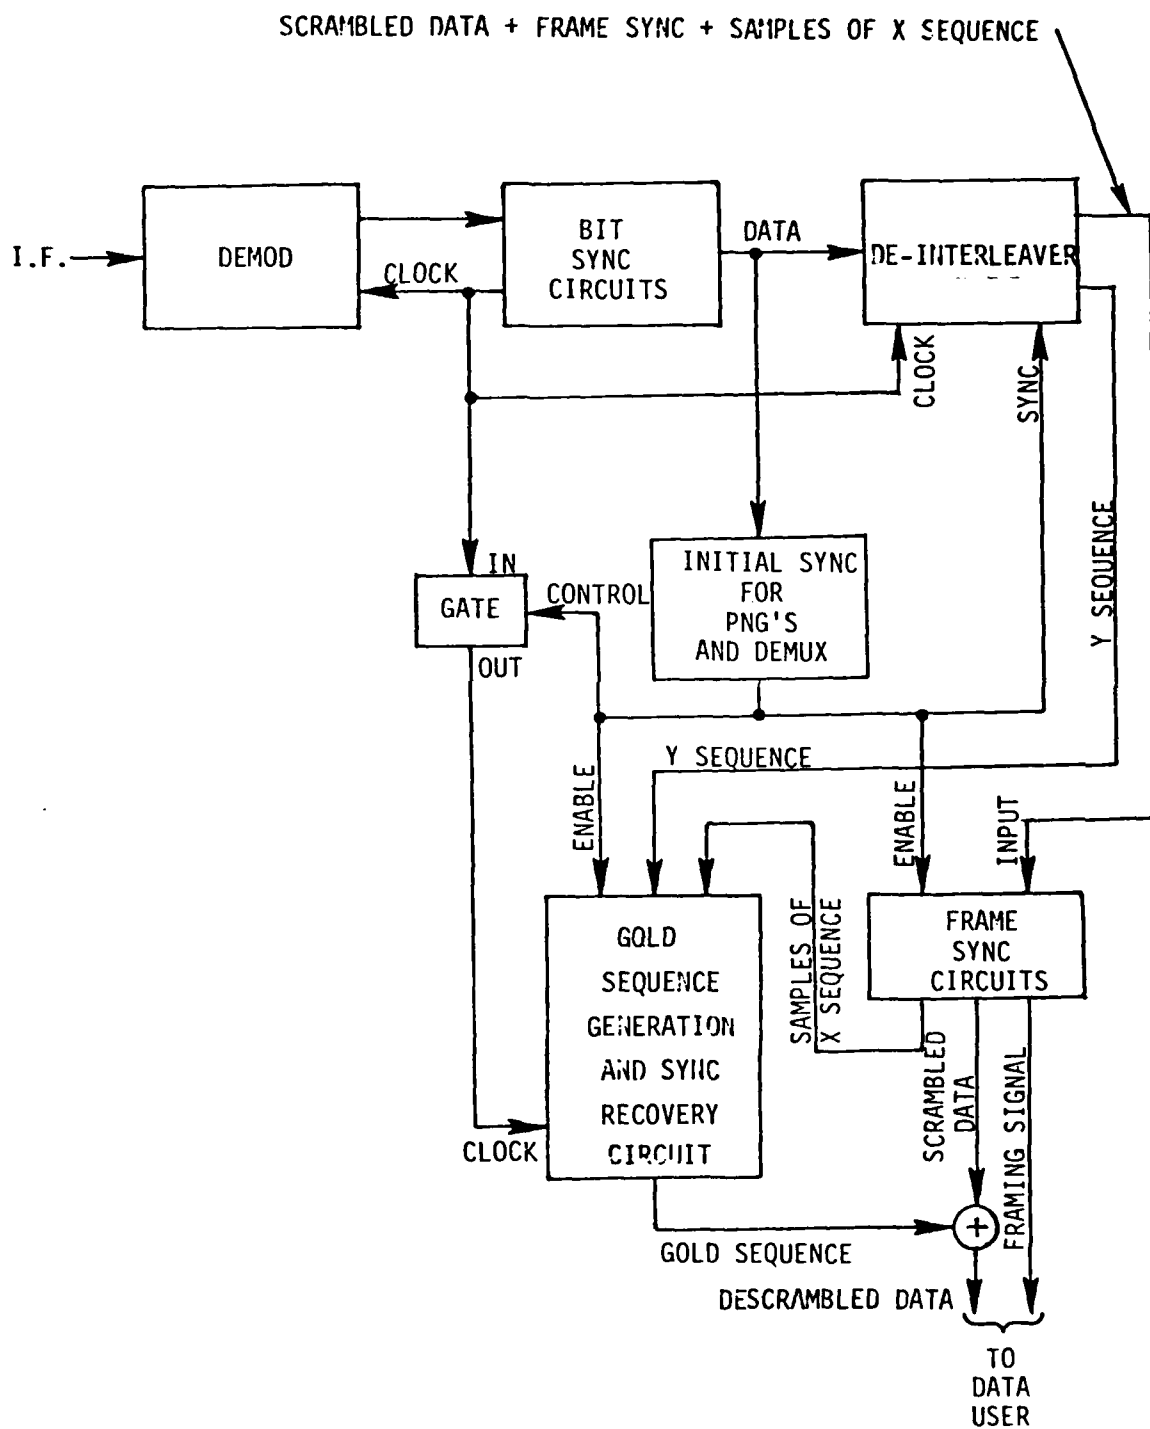 SCRAMBLED DATA + FRAME SYNC + SAMPLES OF X SEQUENCE
I.F.
DEMOD
CLOCK
BIT
SYNC
CIRCUITS
DATA
DE-INTERLEAVER
CLOCK
SYNC
Y SEQUENCE
IN
GATE
OUT
CONTROL
INITIAL SYNC
FOR
PNG'S
AND DEMUX
Y SEQUENCE
ENABLE
ENABLE
INPUT
GOLD
SEQUENCE
GENERATION
AND SYNC
RECOVERY
CIRCUIT
CLOCK
SAMPLES OF
X SEQUENCE
FRAME
SYNC
CIRCUITS
SCRAMBLED
DATA
FRAMING SIGNAL
+
GOLD SEQUENCE
DESCRAMBLED DATA
TO
DATA
USER